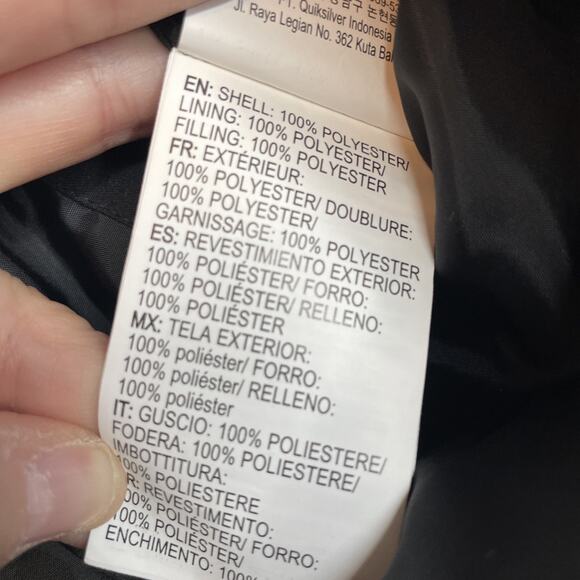 Quiksilver Indonesia
Jl. Raya Legian No. 362 Kuta
EN: SHELL: 100% POLYESTER/
LINING: 100% POLYESTER/
FILLING: 100% POLYESTER
FR: EXTÉRIEUR:
100% POLYESTER/ DOUBLURE:
100% POLYESTER/
GARNISSAGE: 100% POLYESTER
ES: REVESTIMIENTO EXTERIOR:
100% POLIÉSTER/ FORRO:
100% POLIÉSTER/ RELLENO:
100% POLIÉSTER
MX: TELA EXTERIOR:
100% poliéster/ FORRO:
100% poliéster/ RELLENO:
100% poliéster
IT: GUSCIO: 100% POLIESTERE/
FODERA: 100% POLIESTERE/
IMBOTTITURA:
100% POLIESTERE
REVESTIMENTO:
100% POLIÉSTER/ FORRO:
100% POLIÉSTER/
ENCHIMENTO: 100%